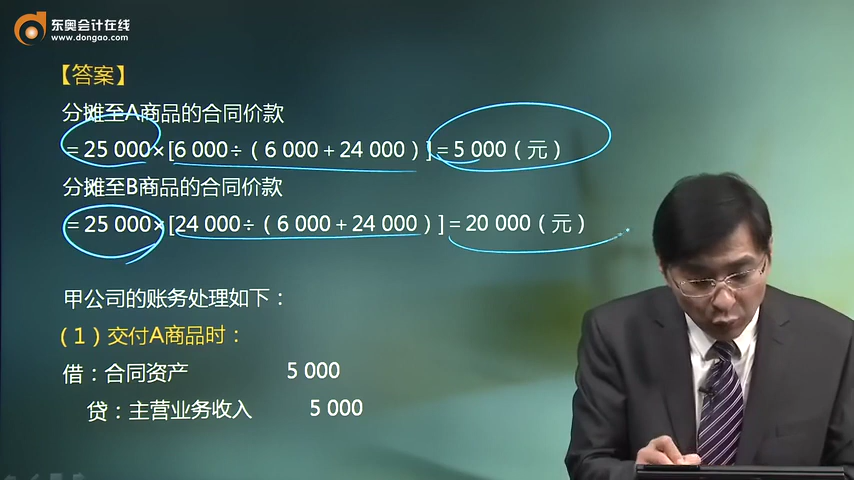 东奥会计在线
www.dongao.com
【答案】
分摊至A商品的合同价款
=25 000×[6 000÷(6 000+24 000)]=5 000(元)
分摊至B商品的合同价款
=25 000×[24 000÷(6 000+24 000)]=20 000(元)
甲公司的账务处理如下:
(1)交付A商品时:
借:合同资产 5 000
贷:主营业务收入 5 000